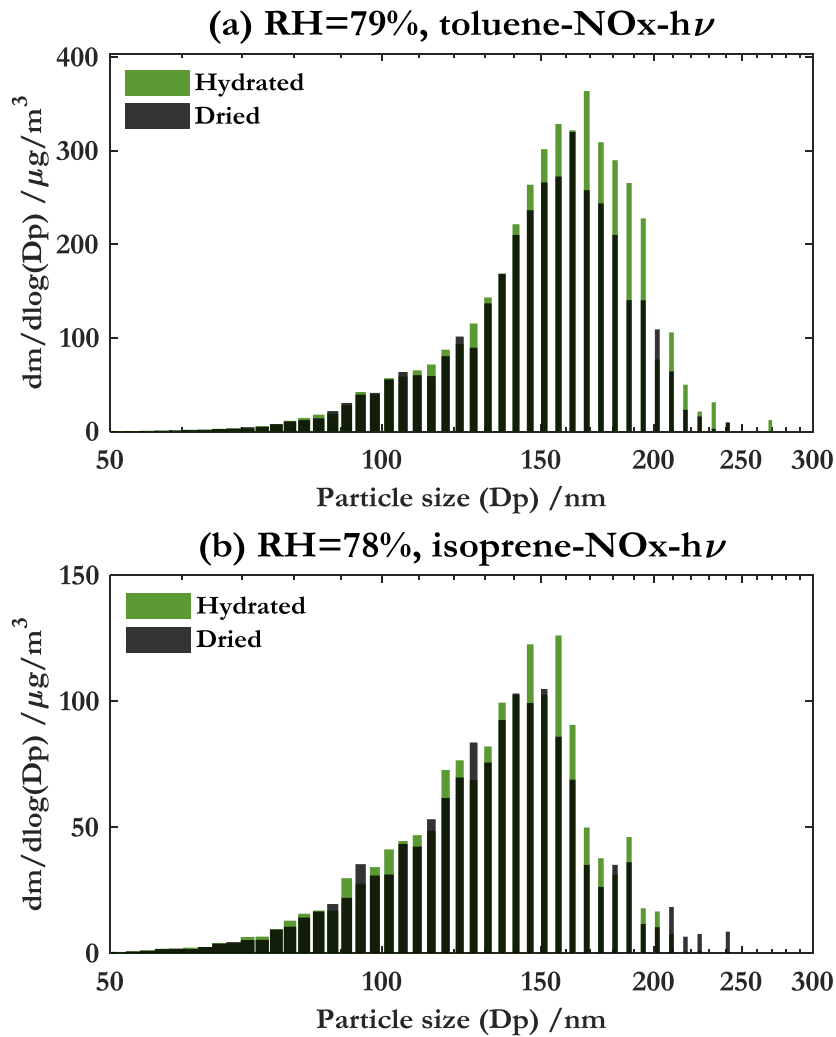 (a) RH=79%, toluene-NOx-hν
Hydrated
Dried
dm/dlog(Dp) /μg/m³
400
300
200
100
0
50 100 150 200 250 300
Particle size (Dp) /nm
(b) RH=78%, isoprene-NOx-hν
Hydrated
Dried
dm/dlog(Dp) /μg/m³
150
100
50
0
50 100 150 200 250 300
Particle size (Dp) /nm